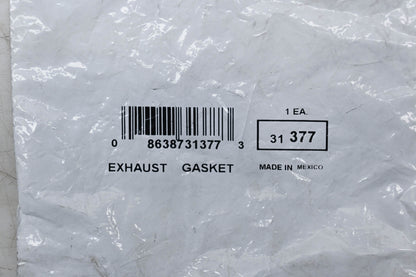 1 EA.
31 377
0 8638731377 3
EXHAUST GASKET
MADE IN MEXICO